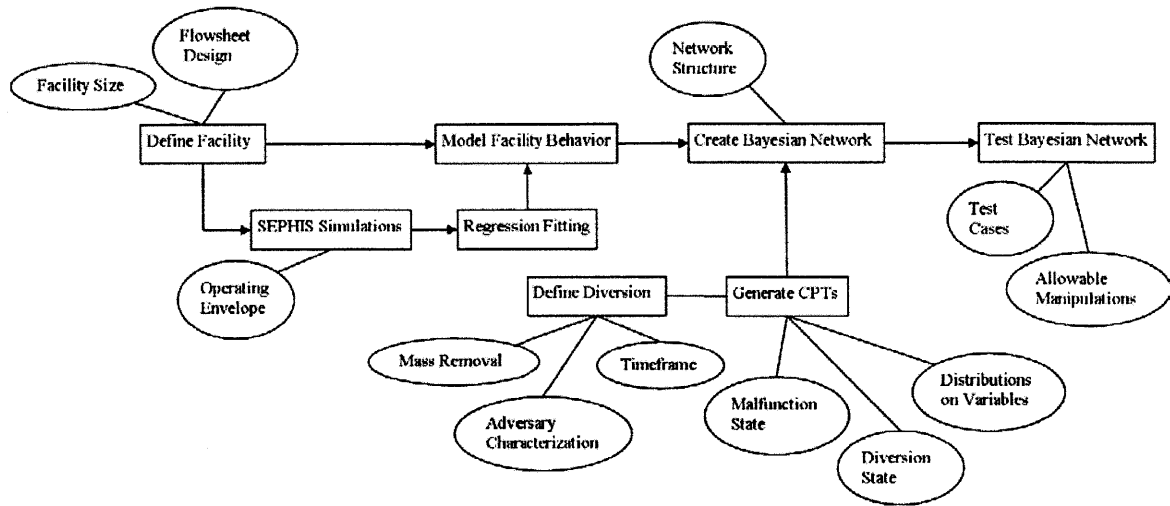 Flowsheet
Design
Network
Structure
Facility Size
Define Facility
Model Facility Behavior
Create Bayesian Network
Test Bayesian Network
SEPHIS Simulations
Regression Fitting
Test
Cases
Operating
Envelope
Define Diversion
Generate CPTs
Allowable
Manipulations
Mass Removal
Timeframe
Distributions
on Variables
Malfunction
State
Adversary
Characterization
Diversion
State